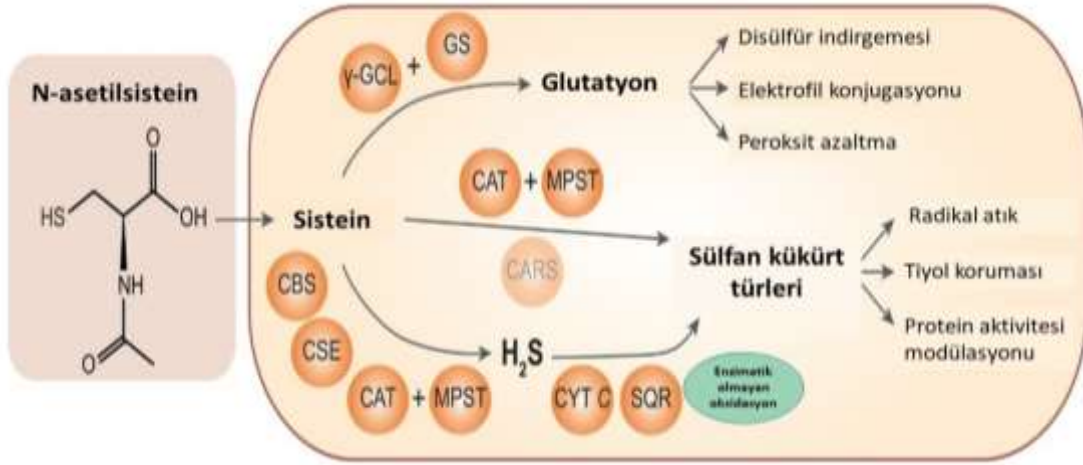 N-asetilsistein
O
HS
OH
NH
O
γ-GCL + GS
Glutatyon
Disülfür indirgemesi
Elektrofil konjugasyonu
Peroksit azaltma
Sistein
CAT + MPST
CARS
Sülfan kükürt
türleri
Radikal atık
Tiyol koruması
Protein aktivitesi
modülasyonu
CBS
CSE
CAT + MPST
H₂S
CYT C
SQR
Enzimatik
olmayan
oksidasyon